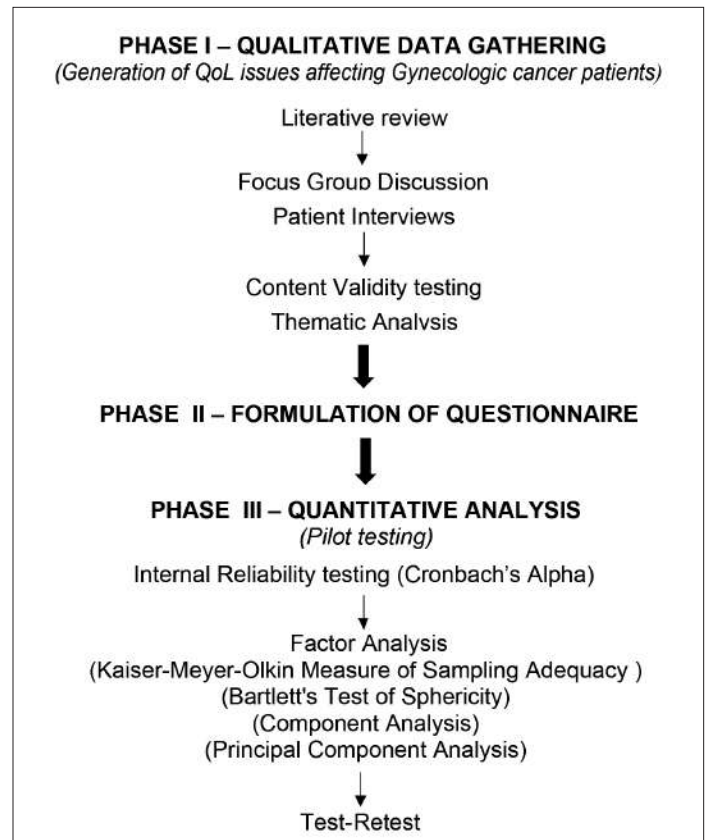 PHASE I – QUALITATIVE DATA GATHERING
(Generation of QoL issues affecting Gynecologic cancer patients)
Literative review
Focus Group Discussion
Patient Interviews
Content Validity testing
Thematic Analysis
PHASE II – FORMULATION OF QUESTIONNAIRE
PHASE III – QUANTITATIVE ANALYSIS
(Pilot testing)
Internal Reliability testing (Cronbach's Alpha)
Factor Analysis
(Kaiser-Meyer-Olkin Measure of Sampling Adequacy )
(Bartlett's Test of Sphericity)
(Component Analysis)
(Principal Component Analysis)
Test-Retest